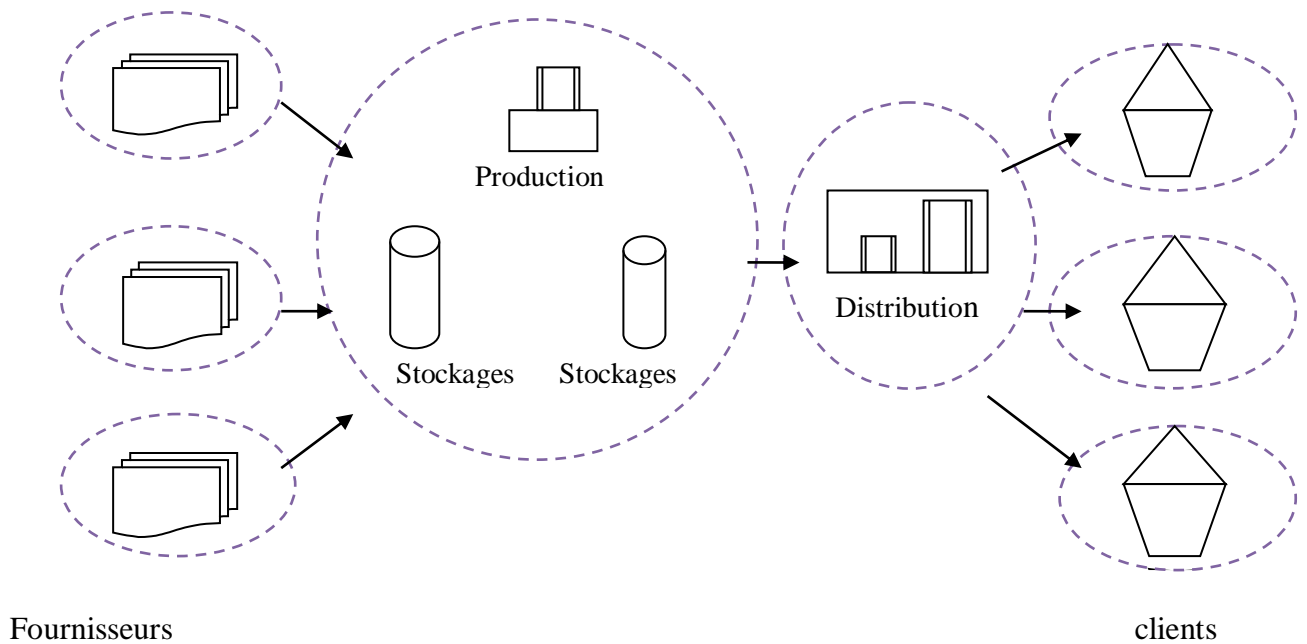 Production
Distribution
Stockages Stockages
Fournisseurs clients